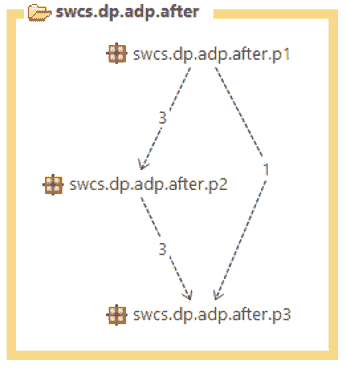 swcs.dp.adp.after
swcs.dp.adp.after.p1
3
1
swcs.dp.adp.after.p2
3
swcs.dp.adp.after.p3